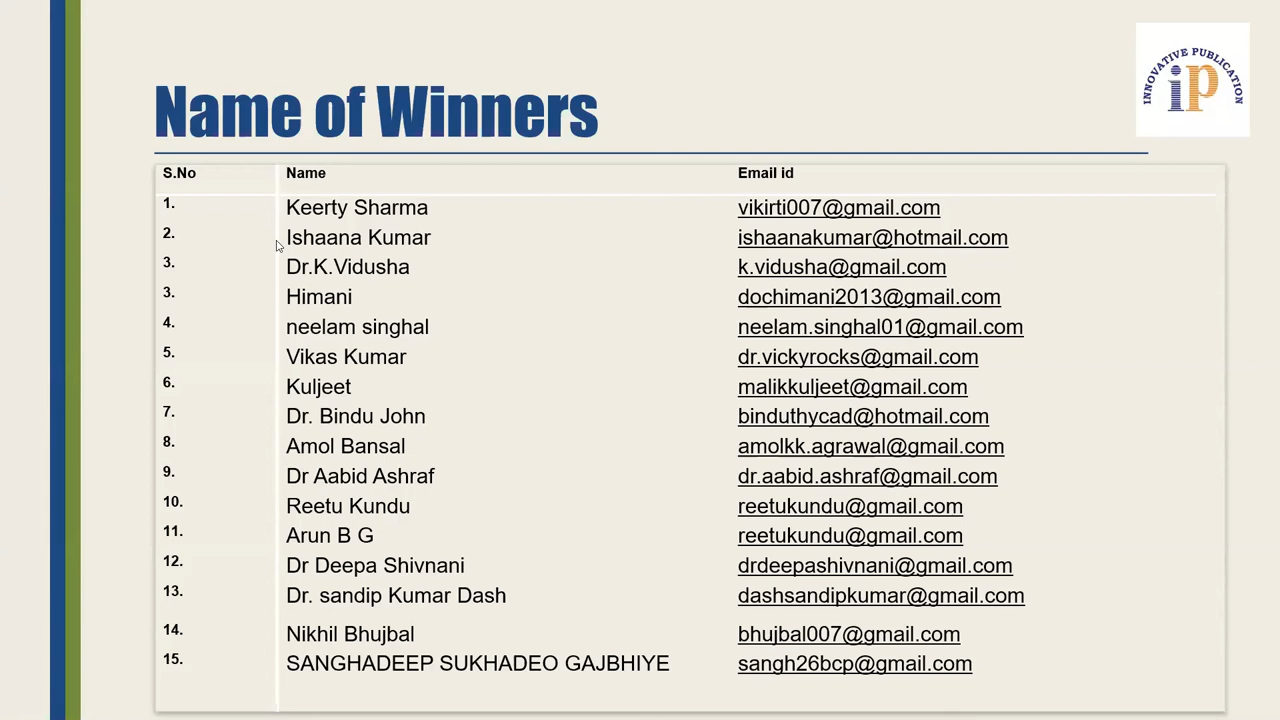 INNOVATIVE PUBLICATION
iP
Name of Winners
S.No Name Email id
1. Keerty Sharma vikirti007@gmail.com
2. Ishaana Kumar ishaanakumar@hotmail.com
3. Dr.K.Vidusha k.vidusha@gmail.com
3. Himani dochimani2013@gmail.com
4. neelam singhal neelam.singhal01@gmail.com
5. Vikas Kumar dr.vickyrocks@gmail.com
6. Kuljeet malikkuljeet@gmail.com
7. Dr. Bindu John binduthycad@hotmail.com
8. Amol Bansal amolkk.agrawal@gmail.com
9. Dr Aabid Ashraf dr.aabid.ashraf@gmail.com
10. Reetu Kundu reetukundu@gmail.com
11. Arun B G reetukundu@gmail.com
12. Dr Deepa Shivnani drdeepashivnani@gmail.com
13. Dr. sandip Kumar Dash dashsandipkumar@gmail.com
14. Nikhil Bhujbal bhujbal007@gmail.com
15. SANGHADEEP SUKHADEO GAJBHIYE sangh26bcp@gmail.com